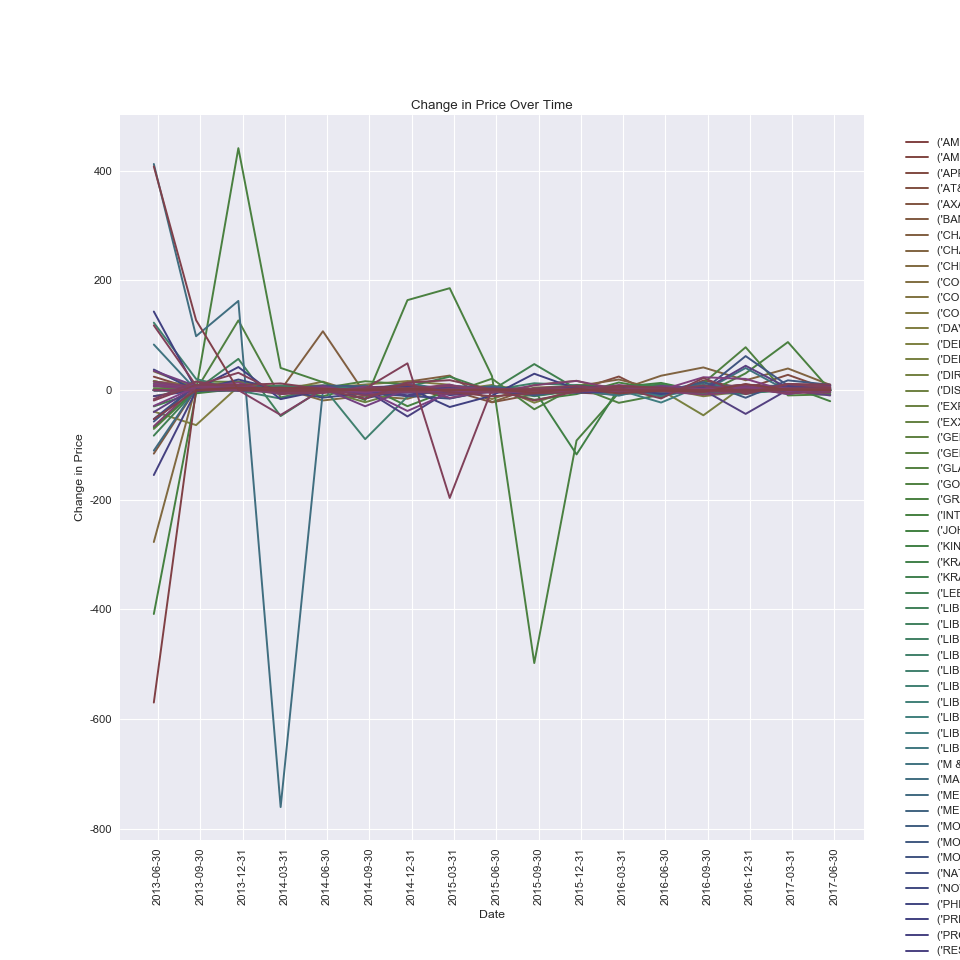 Change in Price Over Time
Change in Price
400
200
0
-200
-400
-600
-800
2013-06-30
2013-09-30
2013-12-31
2014-03-31
2014-06-30
2014-09-30
2014-12-31
2015-03-31
2015-06-30
2015-09-30
2015-12-31
2016-03-31
2016-06-30
2016-09-30
2016-12-31
2017-03-31
2017-06-30
Date
('AM
('AM
('APP
('AT&
('AXA
('BAN
('CHA
('CHA
('CHE
('CO
('CO
('CO
('DAV
('DEI
('DEI
('DIR
('DIS
('EXP
('EXX
('GEI
('GEI
('GLA
('GO
('GR
('INT
('JOH
('KIN
('KRA
('KRA
('LEE
('LIB
('LIB
('LIB
('LIB
('LIB
('LIB
('LIB
('LIB
('LIB
('LIB
('M &
('MA
('ME
('ME
('MO
('MO
('MO
('NAT
('NO
('PHI
('PRE
('PRO
('RES